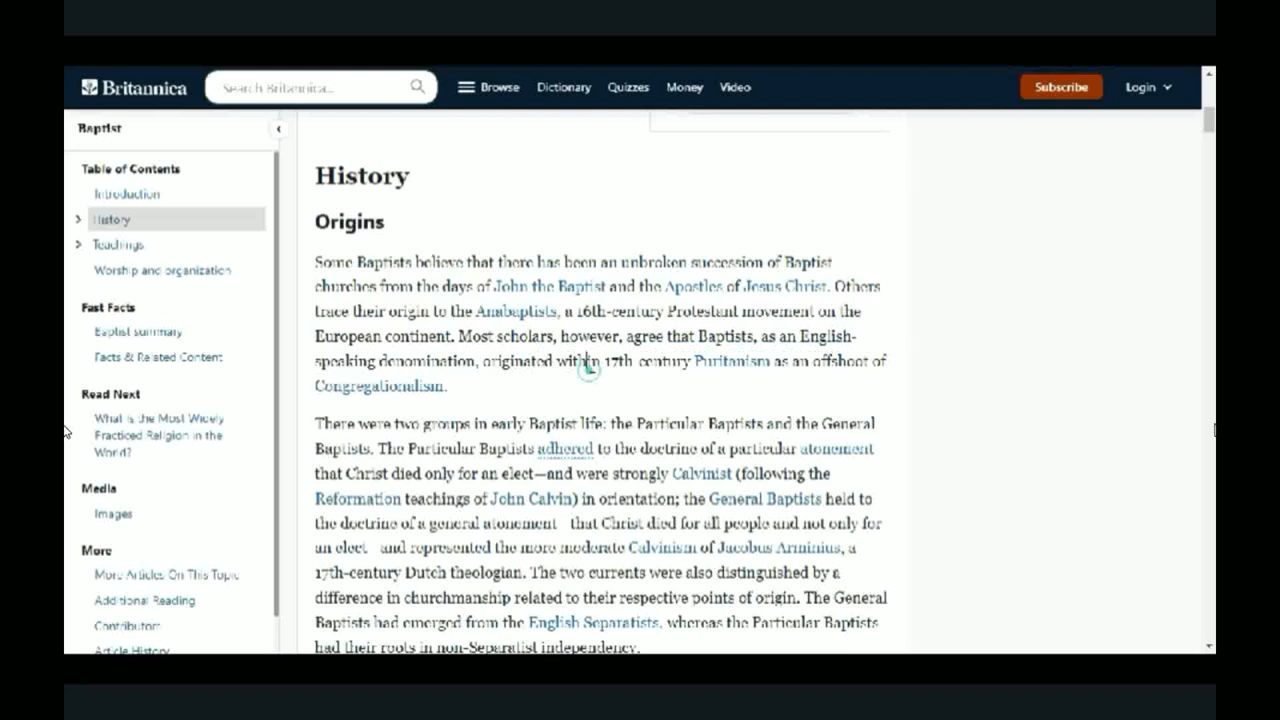 Britannica
Search Britannica...
Browse
Dictionary
Quizzes
Money
Video
Subscribe
Login
Baptist
Table of Contents
Introduction
History
Teachings
Worship and organization
Fast Facts
Baptist summary
Facts & Related Content
Read Next
What Is the Most Widely
Practiced Religion in the
World?
Media
Images
More
More Articles On This Topic
Additional Reading
Contributors
Article History
History
Origins
Some Baptists believe that there has been an unbroken succession of Baptist
churches from the days of John the Baptist and the Apostles of Jesus Christ. Others
trace their origin to the Anabaptists, a 16th-century Protestant movement on the
European continent. Most scholars, however, agree that Baptists, as an English-
speaking denomination, originated within 17th-century Puritanism as an offshoot of
Congregationalism.
There were two groups in early Baptist life: the Particular Baptists and the General
Baptists. The Particular Baptists adhered to the doctrine of a particular atonement
that Christ died only for an elect—and were strongly Calvinist (following the
Reformation teachings of John Calvin) in orientation; the General Baptists held to
the doctrine of a general atonement—that Christ died for all people and not only for
an elect—and represented the more moderate Calvinism of Jacobus Arminius, a
17th-century Dutch theologian. The two currents were also distinguished by a
difference in churchmanship related to their respective points of origin. The General
Baptists had emerged from the English Separatists, whereas the Particular Baptists
had their roots in non-Separatist independency.